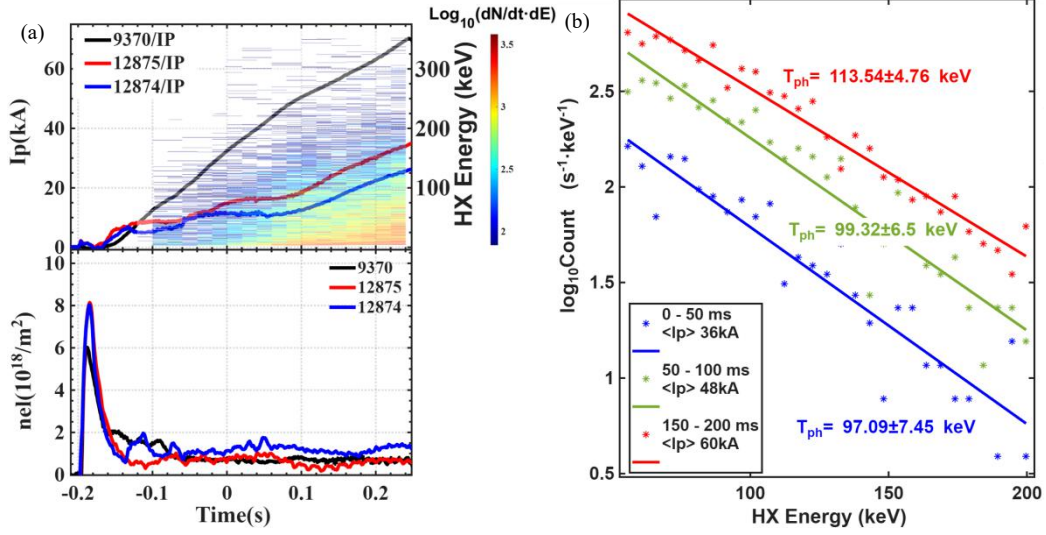 (a)
Log10(dN/dt·dE)
9370/IP
12875/IP
12874/IP
Ip(kA)
60
40
20
0
HX Energy (keV)
300
200
100
3.5
3
2.5
2
9370
12875
12874
nel(10^18/m^2)
10
8
6
4
2
0
-0.2
-0.1
0
0.1
0.2
Time(s)
(b)
Tph= 113.54±4.76 keV
Tph= 99.32±6.5 keV
Tph= 97.09±7.45 keV
log10Count (s^-1·keV^-1)
2.5
2
1.5
1
0.5
0 - 50 ms
<Ip> 36kA
50 - 100 ms
<Ip> 48kA
150 - 200 ms
<Ip> 60kA
100
150
200
HX Energy (keV)